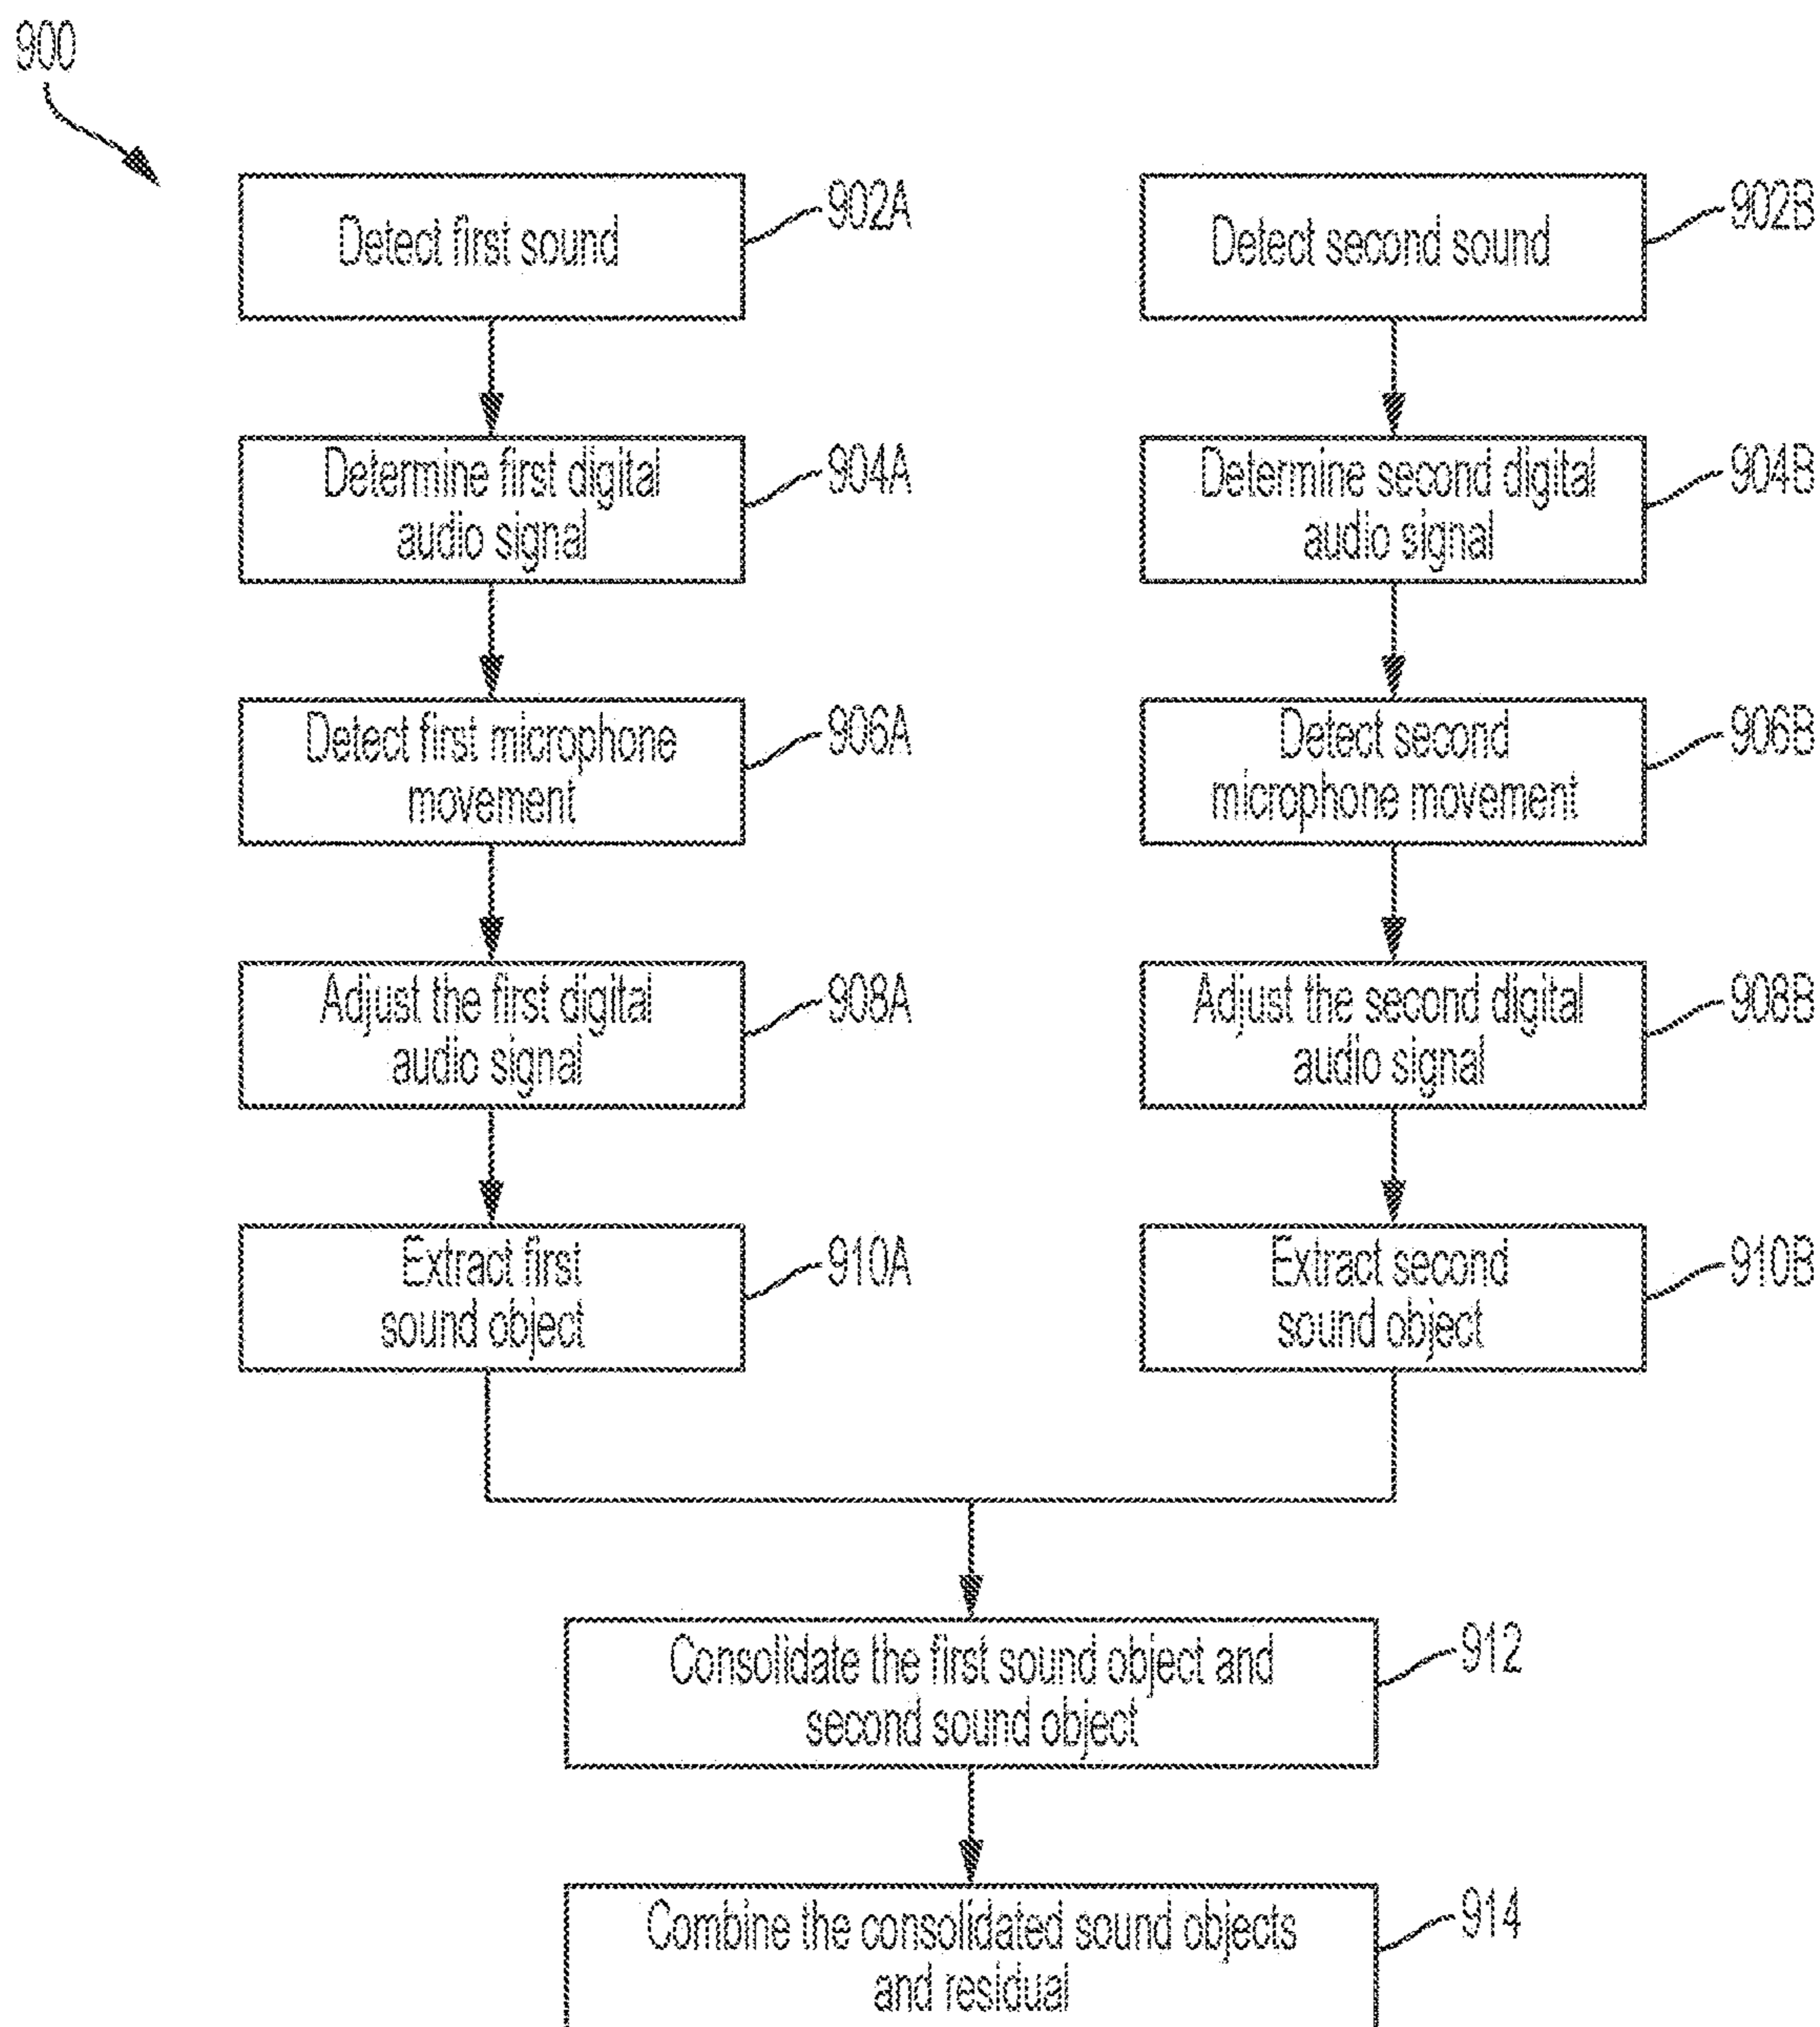 900
Detect first sound
902A
Detect second sound
902B
Determine first digital
audio signal
904A
Determine second digital
audio signal
904B
Detect first microphone
movement
906A
Detect second
microphone movement
906B
Adjust the first digital
audio signal
908A
Adjust the second digital
audio signal
908B
Extract first
sound object
910A
Extract second
sound object
910B
Consolidate the first sound object and
second sound object
912
Combine the consolidated sound objects
and residual
914